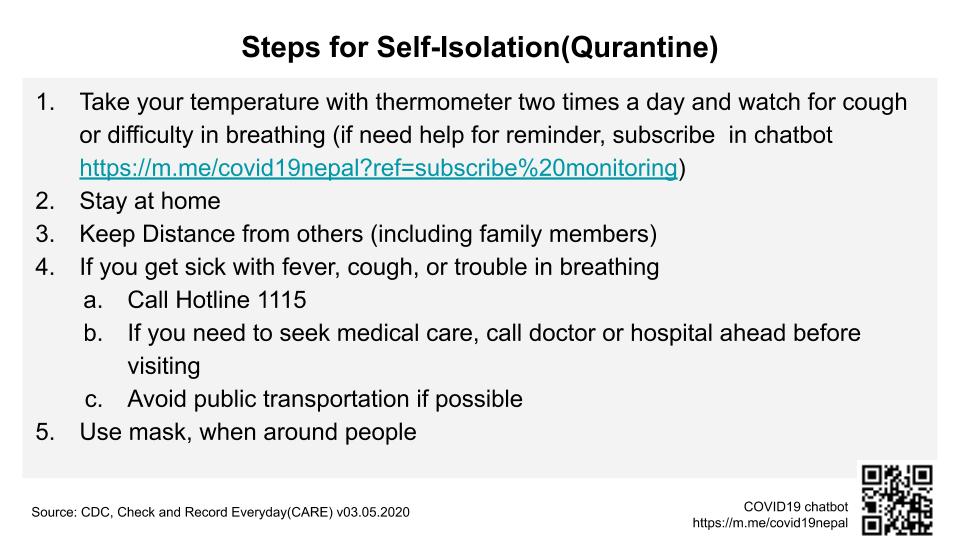 Steps for Self-Isolation(Qurantine)
1. Take your temperature with thermometer two times a day and watch for cough
or difficulty in breathing (if need help for reminder, subscribe  in chatbot
https://m.me/covid19nepal?ref=subscribe%20monitoring)
2. Stay at home
3. Keep Distance from others (including family members)
4. If you get sick with fever, cough, or trouble in breathing
a. Call Hotline 1115
b. If you need to seek medical care, call doctor or hospital ahead before
visiting
c. Avoid public transportation if possible
5. Use mask, when around people
Source: CDC, Check and Record Everyday(CARE) v03.05.2020
COVID19 chatbot
https://m.me/covid19nepal